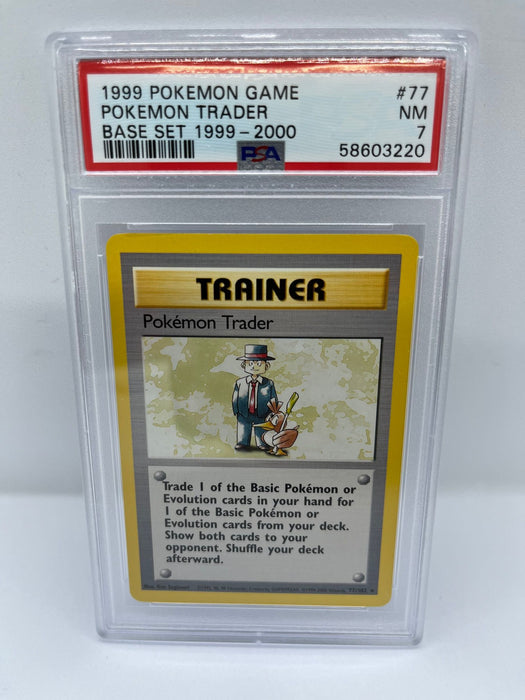 1999 POKEMON GAME #77
POKEMON TRADER NM
BASE SET 1999-2000 7
PSA 58603220
TRAINER
Pokémon Trader
Trade 1 of the Basic Pokémon or
Evolution cards in your hand for
1 of the Basic Pokémon or
Evolution cards from your deck.
Show both cards to your
opponent. Shuffle your deck
afterward.
77/102